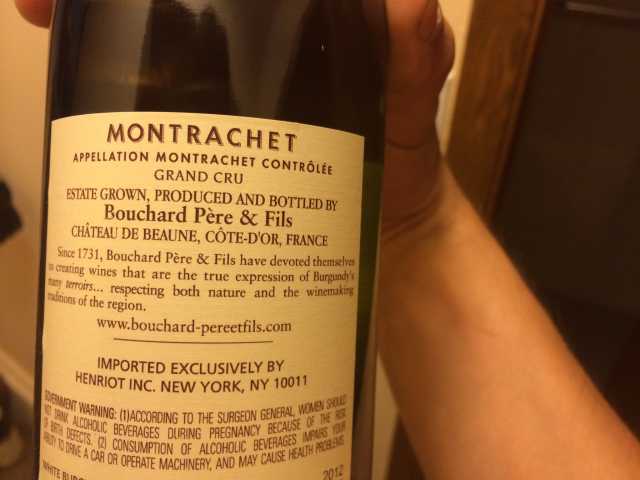 MONTRACHET
APPELLATION MONTRACHET CONTRÔLÉE
GRAND CRU
ESTATE GROWN, PRODUCED AND BOTTLED BY
Bouchard Père & Fils
CHÂTEAU DE BEAUNE, CÔTE-D'OR, FRANCE
Since 1731, Bouchard Père & Fils have devoted themselves
to creating wines that are the true expression of Burgundy's
many terroirs... respecting both nature and the winemaking
traditions of the region.
www.bouchard-pereetfils.com
IMPORTED EXCLUSIVELY BY
HENRIOT INC. NEW YORK, NY 10011
GOVERNMENT WARNING: (1)ACCORDING TO THE SURGEON GENERAL, WOMEN SHOULD
NOT DRINK ALCOHOLIC BEVERAGES DURING PREGNANCY BECAUSE OF THE RISK
OF BIRTH DEFECTS. (2) CONSUMPTION OF ALCOHOLIC BEVERAGES IMPAIRS YOUR
ABILITY TO DRIVE A CAR OR OPERATE MACHINERY, AND MAY CAUSE HEALTH PROBLEMS.
WHITE 2012